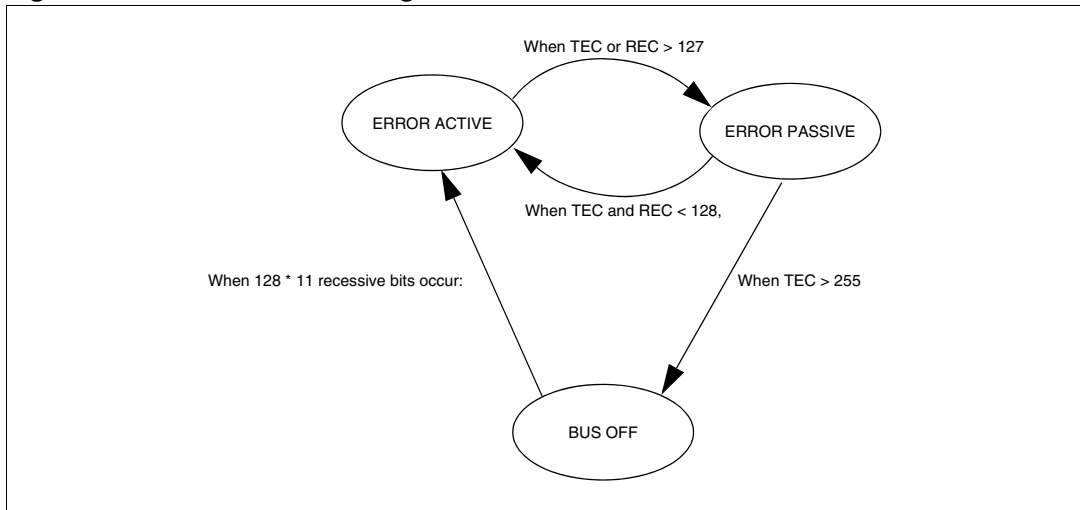 When TEC or REC > 127
ERROR ACTIVE
ERROR PASSIVE
When TEC and REC < 128,
When 128 * 11 recessive bits occur:
When TEC > 255
BUS OFF